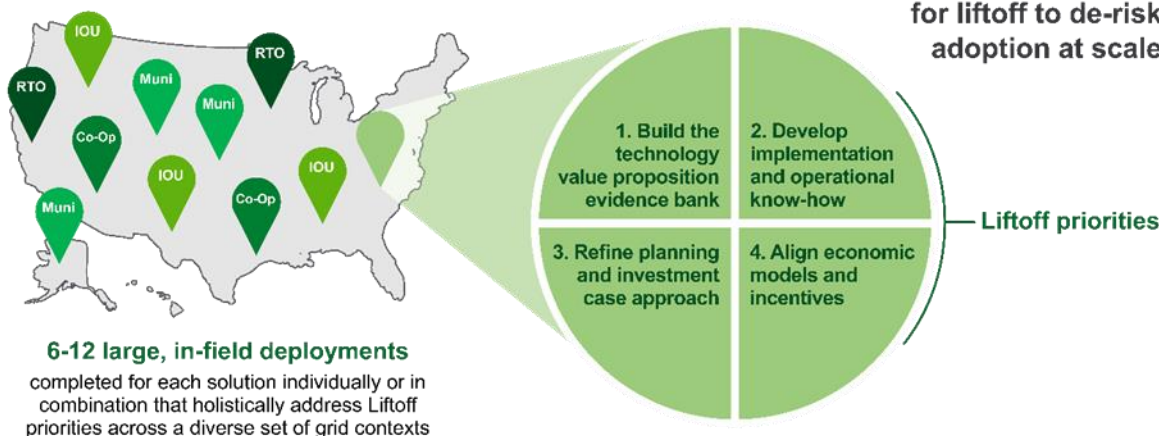 for liftoff to de-risk
adoption at scale
IOU
RTO
RTO
Muni
Muni
Co-Op
IOU
IOU
Co-Op
Muni
1. Build the
technology
value proposition
evidence bank
2. Develop
implementation
and operational
know-how
3. Refine planning
and investment
case approach
4. Align economic
models and
incentives
Liftoff priorities
6-12 large, in-field deployments
completed for each solution individually or in
combination that holistically address Liftoff
priorities across a diverse set of grid contexts